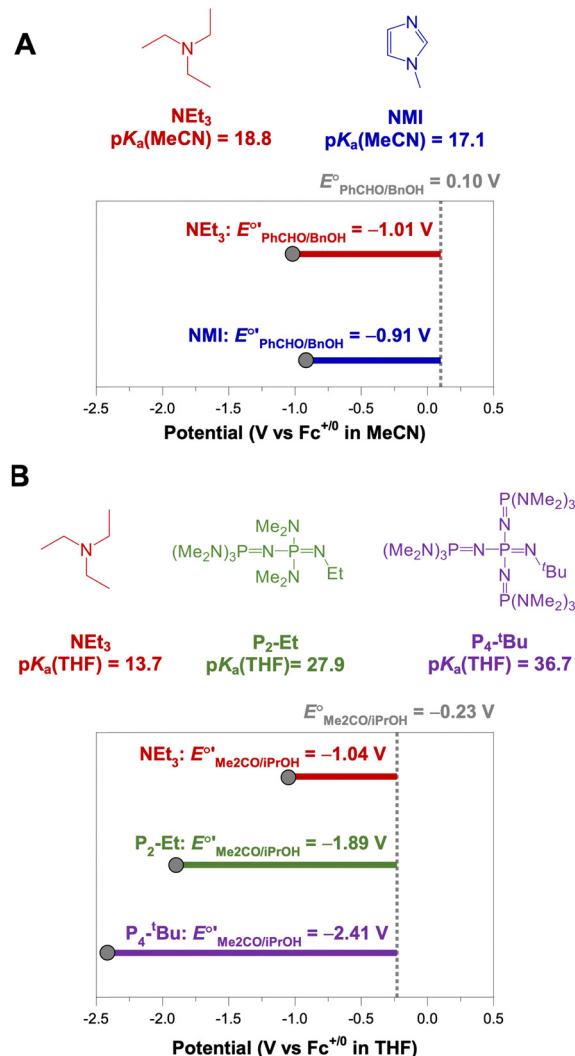 A
N
N
N
NEt₃
pKₐ(MeCN) = 18.8
NMI
pKₐ(MeCN) = 17.1
E°PhCHO/BnOH = 0.10 V
NEt₃: E°'PhCHO/BnOH = –1.01 V
NMI: E°'PhCHO/BnOH = –0.91 V
-2.5 -2.0 -1.5 -1.0 -0.5 0.0 0.5
Potential (V vs Fc⁺/⁰ in MeCN)
B
N
Me₂N
(Me₂N)₃P=N–P=N
Me₂N
Et
P(NMe₂)₃
N
(Me₂N)₃P=N–P=N
N
ᵗBu
P(NMe₂)₃
NEt₃
pKₐ(THF) = 13.7
P₂-Et
pKₐ(THF)= 27.9
P₄-ᵗBu
pKₐ(THF) = 36.7
E°Me2CO/iPrOH = –0.23 V
NEt₃: E°'Me2CO/iPrOH = –1.04 V
P₂-Et: E°'Me2CO/iPrOH = –1.89 V
P₄-ᵗBu: E°'Me2CO/iPrOH = –2.41 V
-2.5 -2.0 -1.5 -1.0 -0.5 0.0 0.5
Potential (V vs Fc⁺/⁰ in THF)